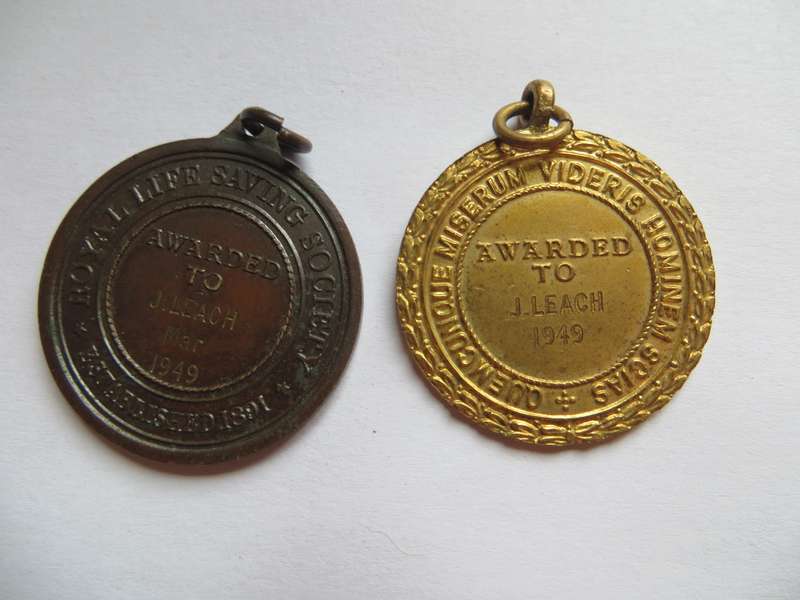 ROYAL LIFE SAVING SOCIETY
★ ESTABLISHED 1891 ★
AWARDED
TO
J.LEACH
Mar
1949
QUEMCUNQUE MISERUM VIDERIS HOMINEM SCIAS +
AWARDED
TO
J.LEACH
1949